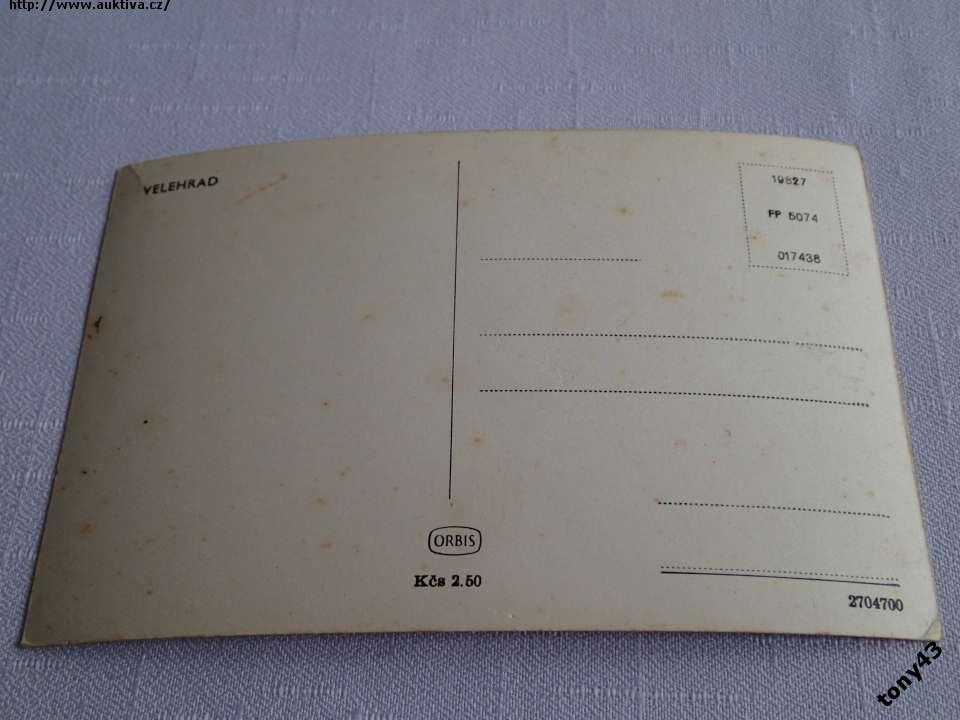 http://www.auktiva.cz/
VELEHRAD
19827
FP 5074
017438
ORBIS
Kčs 2.50
2704700
tony43